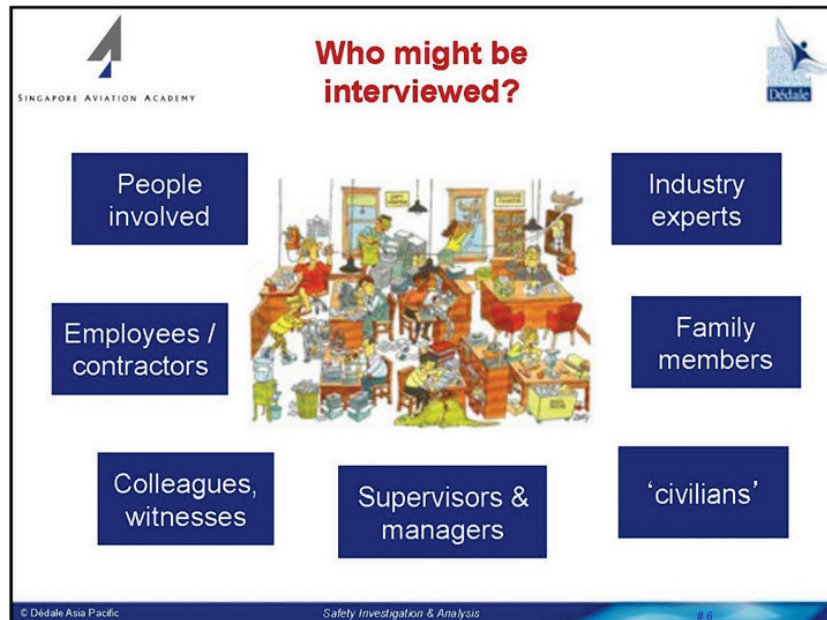 SINGAPORE AVIATION ACADEMY
Who might be
interviewed?
Dédale
People
involved
Industry
experts
Employees /
contractors
Family
members
Colleagues,
witnesses
Supervisors &
managers
‘civilians’
© Dédale Asia Pacific
Safety Investigation & Analysis
# 6